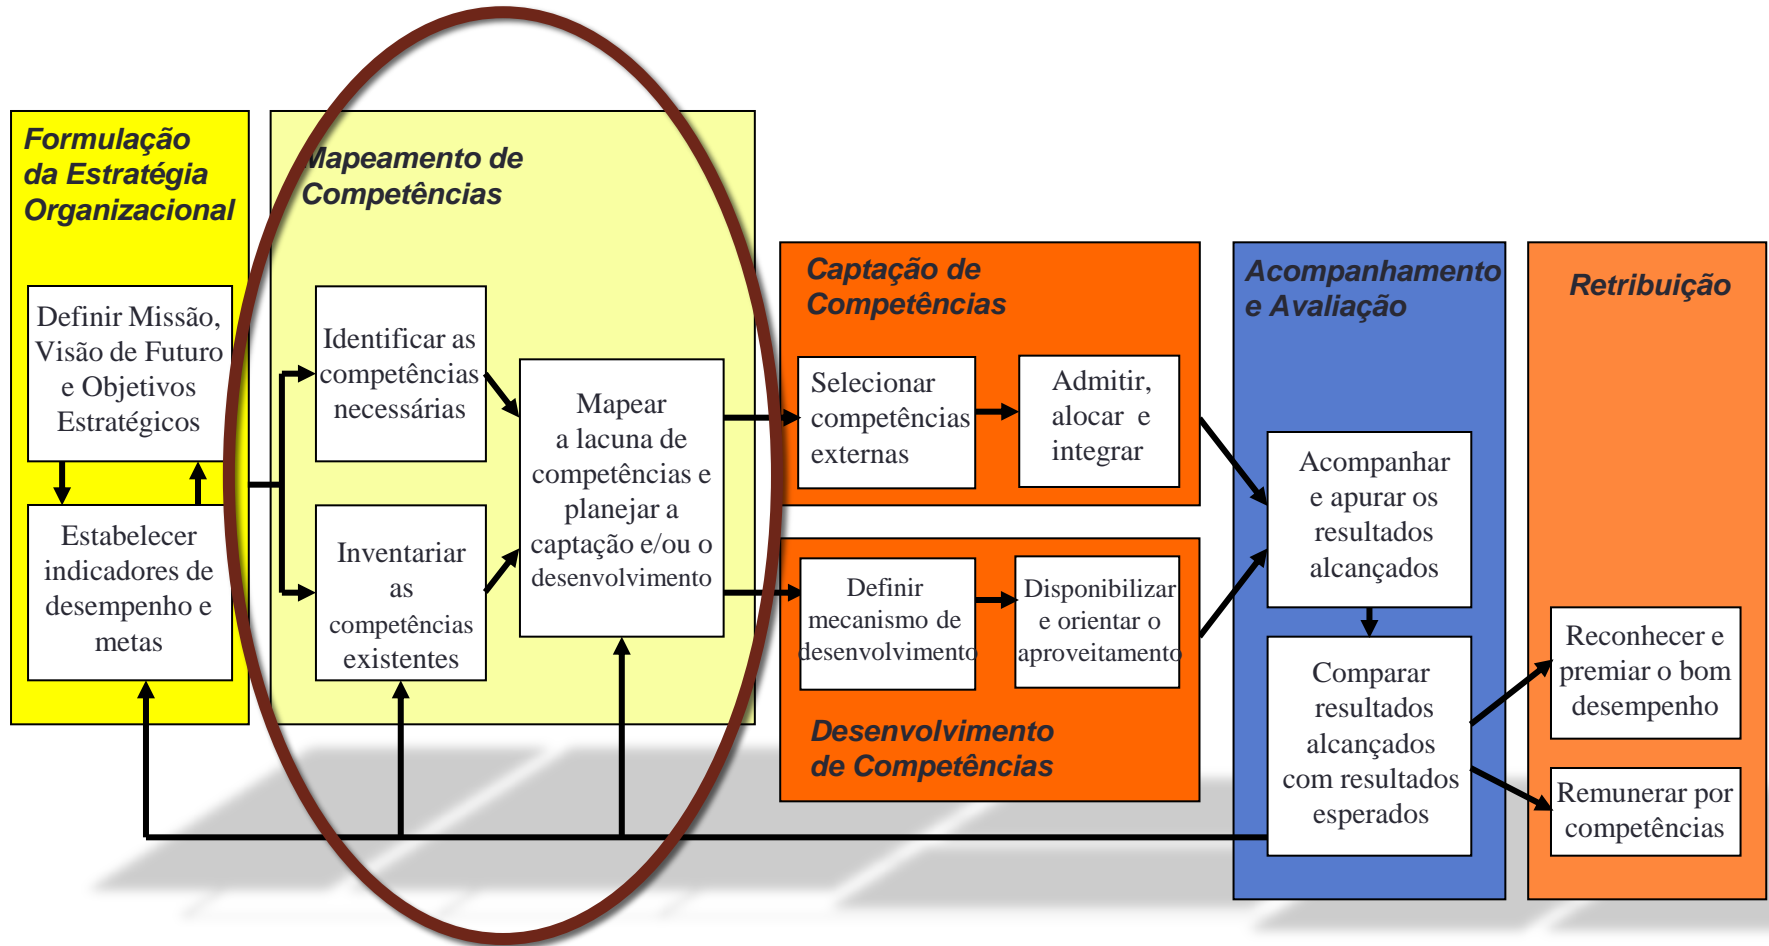 Formulação
da Estratégia
Organizacional
Definir Missão,
Visão de Futuro
e Objetivos
Estratégicos
Estabelecer
indicadores de
desempenho e
metas
Mapeamento de
Competências
Identificar as
competências
necessárias
Inventariar
as
competências
existentes
Mapear
a lacuna de
competências e
planejar a
captação e/ou o
desenvolvimento
Captação de
Competências
Selecionar
competências
externas
Admitir,
alocar e
integrar
Definir
mecanismo de
desenvolvimento
Disponibilizar
e orientar o
aproveitamento
Desenvolvimento
de Competências
Acompanhamento
e Avaliação
Acompanhar
e apurar os
resultados
alcançados
Comparar
resultados
alcançados
com resultados
esperados
Retribuição
Reconhecer e
premiar o bom
desempenho
Remunerar por
competências